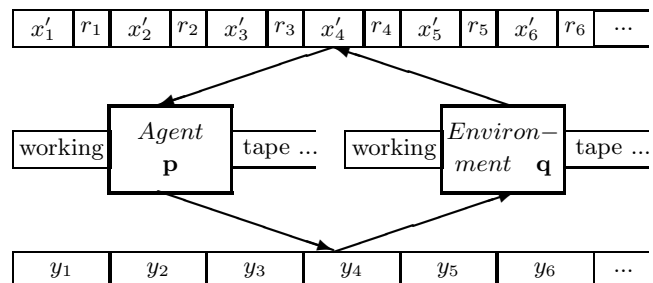 x′₁ r₁ x′₂ r₂ x′₃ r₃ x′₄ r₄ x′₅ r₅ x′₆ r₆ ...
working Agent p tape ... working Environ- ment q tape ...
y₁ y₂ y₃ y₄ y₅ y₆ ...